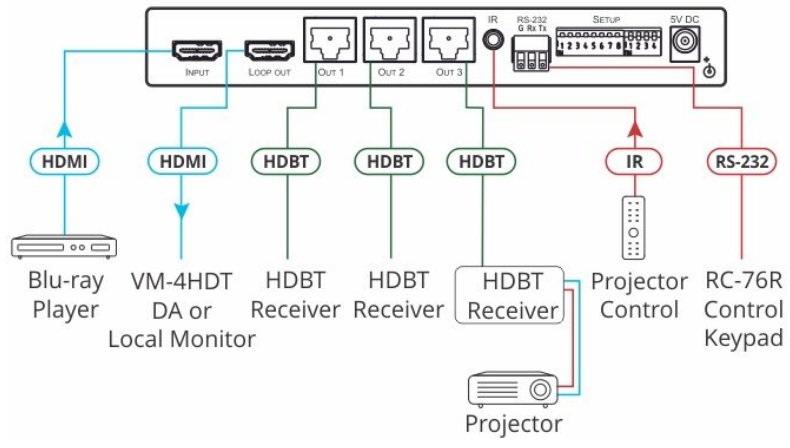 IR RS-232 SETUP 5V DC
G Rx Tx
1 2 3 4 5 6 7 8 1 2 3 4
INPUT LOOP OUT OUT 1 OUT 2 OUT 3
HDMI HDMI HDBT HDBT HDBT IR RS-232
Blu-ray
Player
VM-4HDT
DA or
Local Monitor
HDBT
Receiver
HDBT
Receiver
HDBT
Receiver
Projector
Control
RC-76R
Control
Keypad
Projector